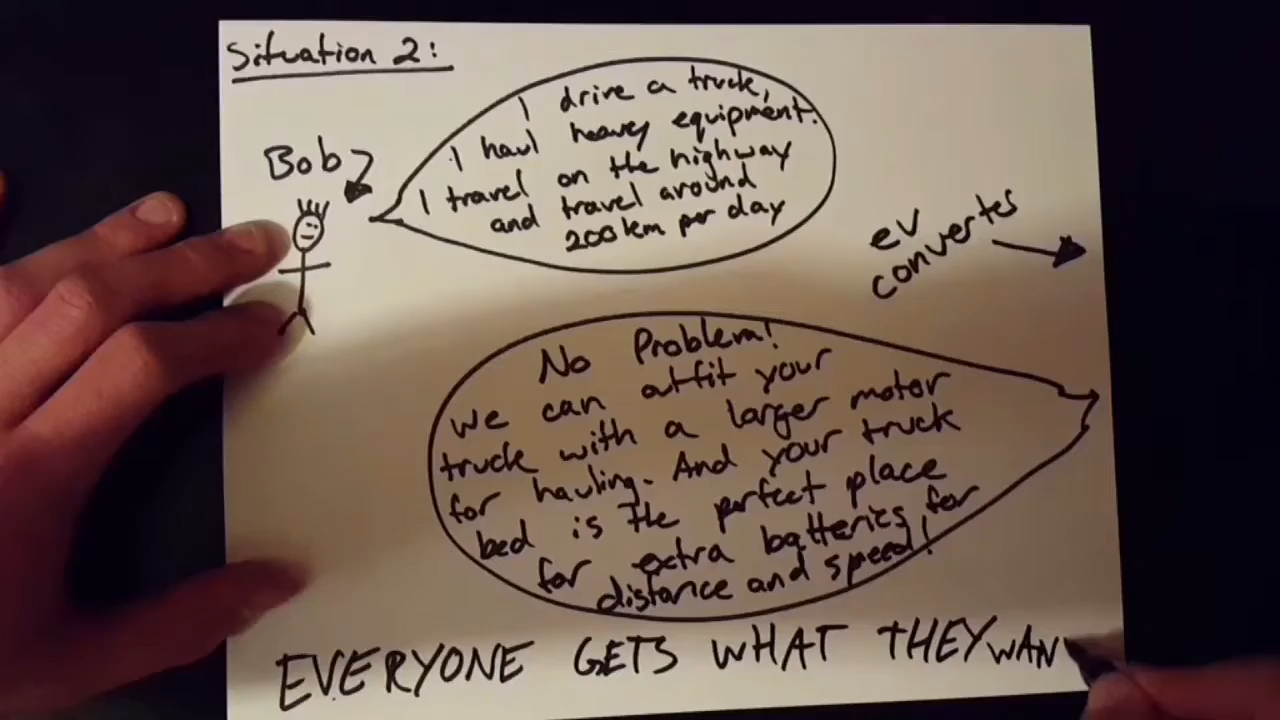 Situation 2:
Bob
I drive a truck,
I haul heavy equipment.
I travel on the highway
and travel around
200km per day
ev
converters
No Problem!
we can outfit your
truck with a larger motor
for hauling. And your truck
bed is the perfect place
for extra batteries for
distance and speed!
EVERYONE GETS WHAT THEY WAN